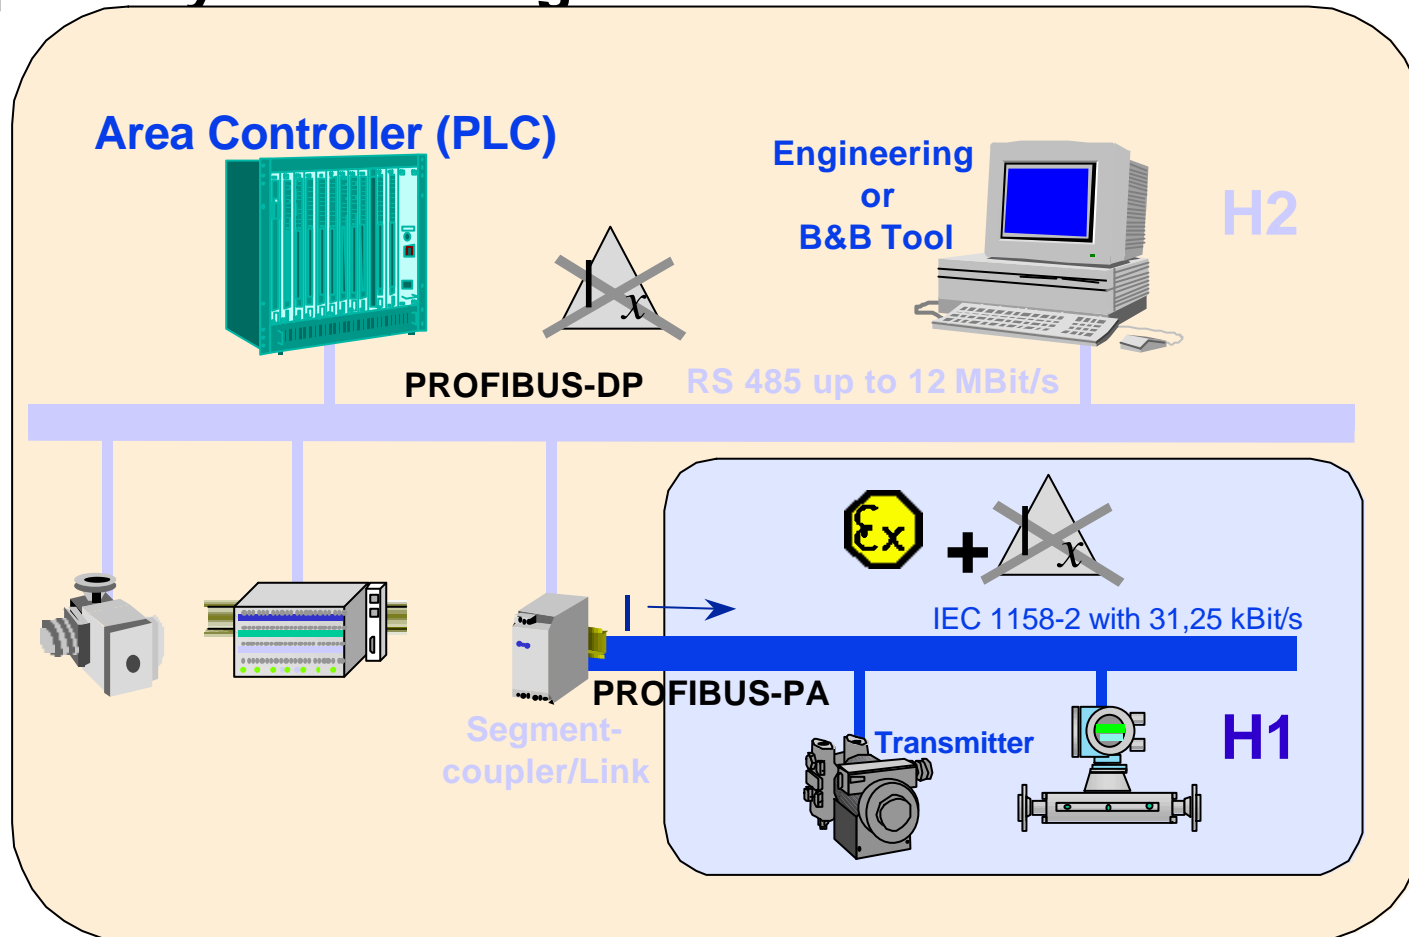 Area Controller (PLC)
Engineering
or
B&B Tool
H2
x
PROFIBUS-DP
RS 485 up to 12 MBit/s
Ex
+
x
I
IEC 1158-2 with 31,25 kBit/s
PROFIBUS-PA
Segment-
coupler/Link
Transmitter
H1